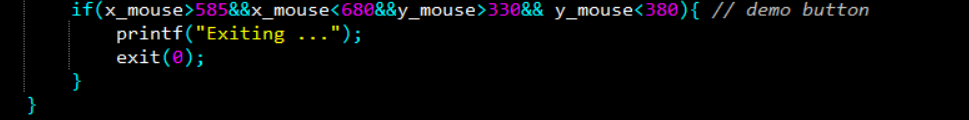 if(x_mouse>585&&x_mouse<680&&y_mouse>330&& y_mouse<380){ // demo button
printf("Exiting ...");
exit(0);
}
}